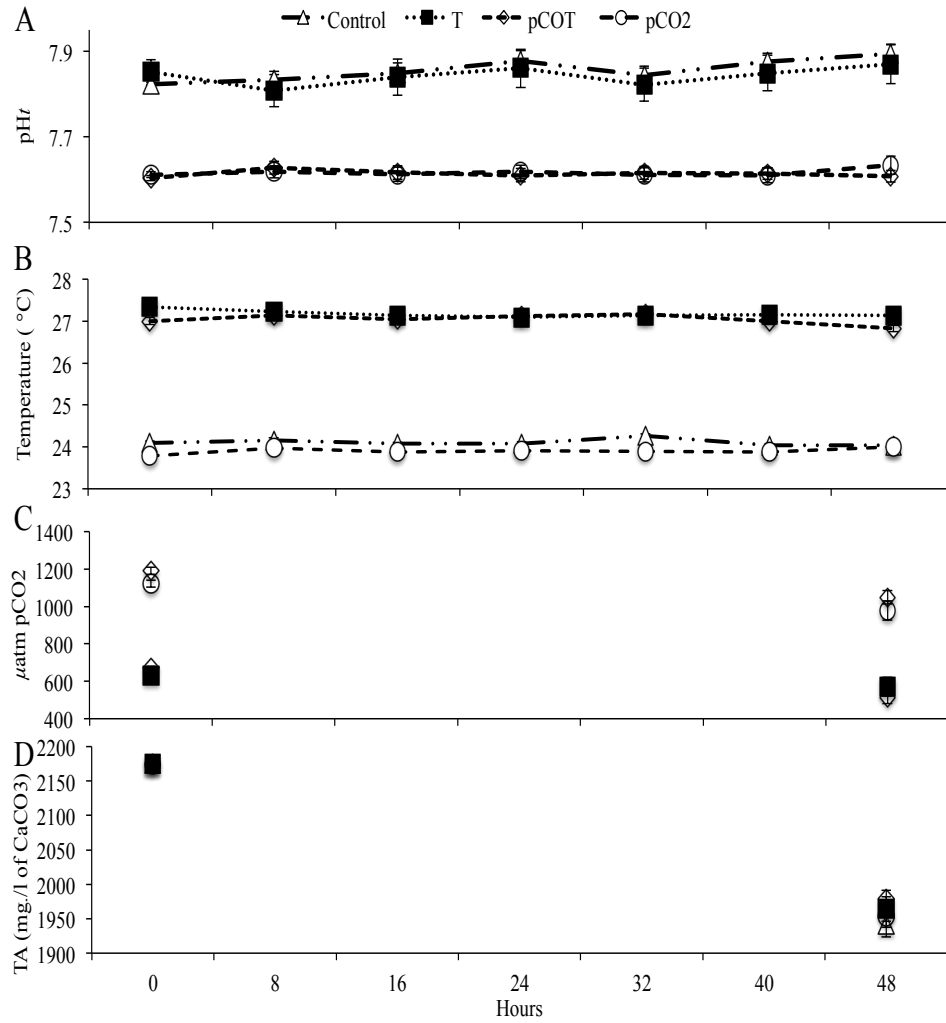 A
Control T pCOT pCO2
7.9
7.7
7.5
pHt
B
28
27
26
25
24
23
Temperature ( °C)
C
1400
1200
1000
800
600
400
µatm pCO2
D
2200
2150
2100
2050
2000
1950
1900
TA (mg./l of CaCO3)
0 8 16 24 32 40 48
Hours